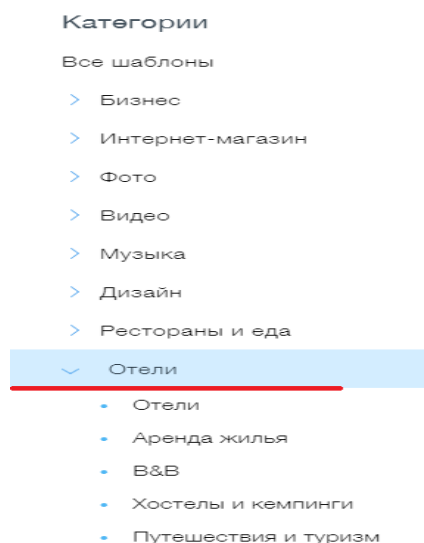 Категории
Все шаблоны
Бизнес
Интернет-магазин
Фото
Видео
Музыка
Дизайн
Рестораны и еда
Отели
Отели
Аренда жилья
B&B
Хостелы и кемпинги
Путешествия и туризм